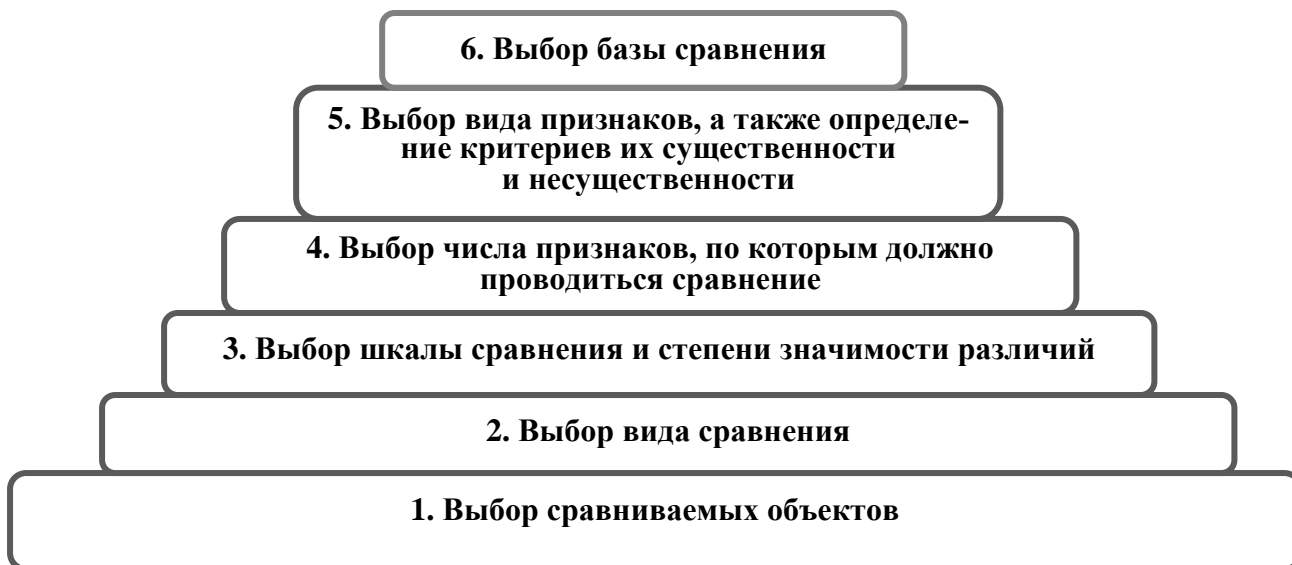 6. Выбор базы сравнения
5. Выбор вида признаков, а также определе-
ние критериев их существенности
и несущественности
4. Выбор числа признаков, по которым должно
проводиться сравнение
3. Выбор шкалы сравнения и степени значимости различий
2. Выбор вида сравнения
1. Выбор сравниваемых объектов